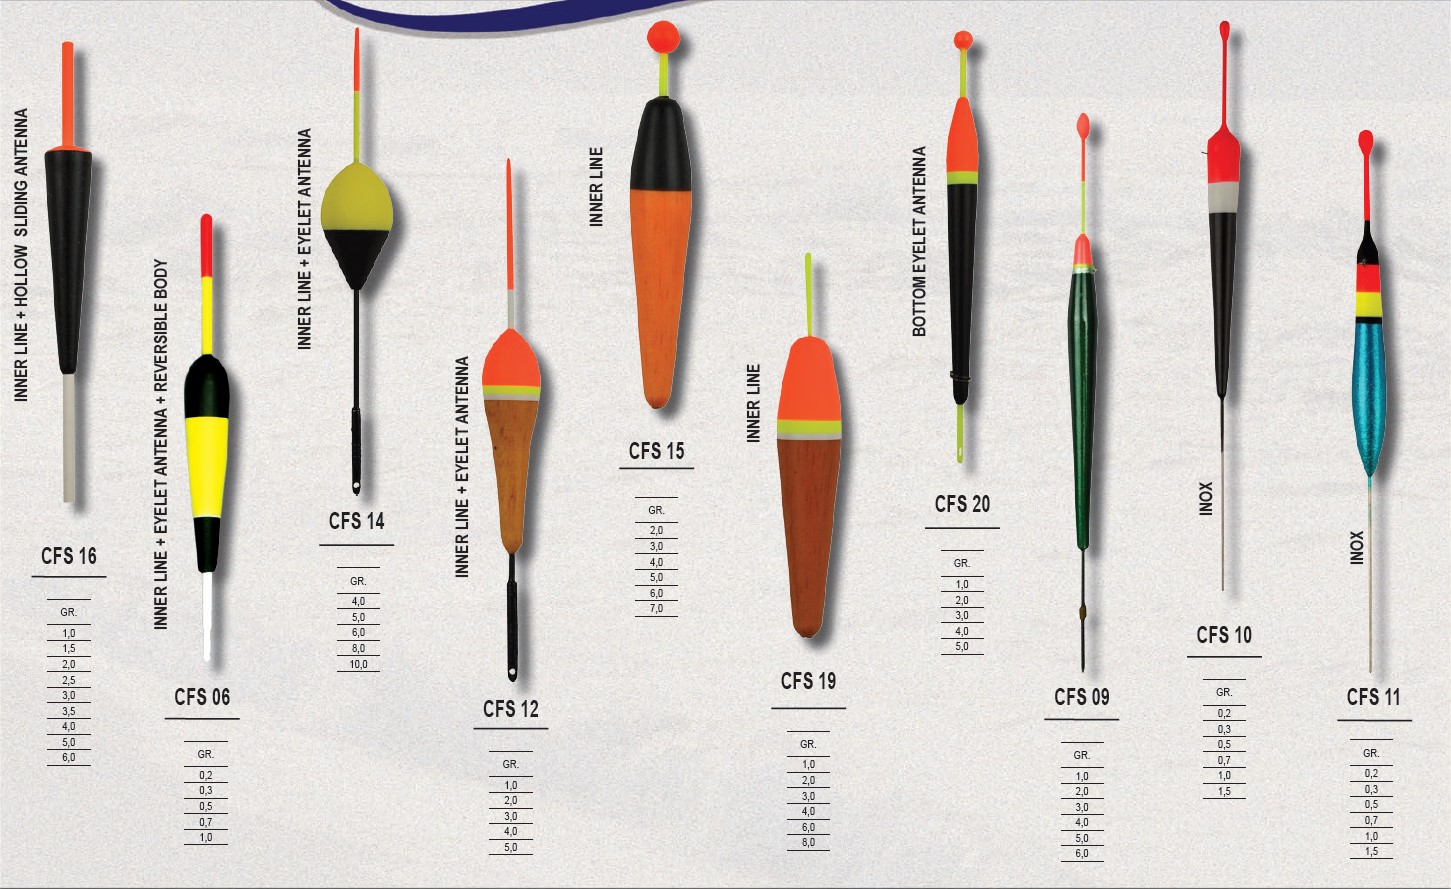 INNER LINE + HOLLOW SLIDING ANTENNA
CFS 16
GR.
1,0
1,5
2,0
2,5
3,0
3,5
4,0
5,0
6,0
INNER LINE + EYELET ANTENNA + REVERSIBLE BODY
CFS 06
GR.
0,2
0,3
0,5
0,7
1,0
INNER LINE + EYELET ANTENNA
CFS 14
GR.
4,0
5,0
6,0
8,0
10,0
INNER LINE + EYELET ANTENNA
CFS 12
GR.
1,0
2,0
3,0
4,0
5,0
INNER LINE
CFS 15
GR.
2,0
3,0
4,0
5,0
6,0
7,0
INNER LINE
CFS 19
GR.
1,0
2,0
3,0
4,0
6,0
8,0
BOTTOM EYELET ANTENNA
CFS 20
GR.
1,0
2,0
3,0
4,0
5,0
CFS 09
GR.
1,0
2,0
3,0
4,0
5,0
6,0
INOX
CFS 10
GR.
0,2
0,3
0,5
0,7
1,0
1,5
INOX
CFS 11
GR.
0,2
0,3
0,5
0,7
1,0
1,5